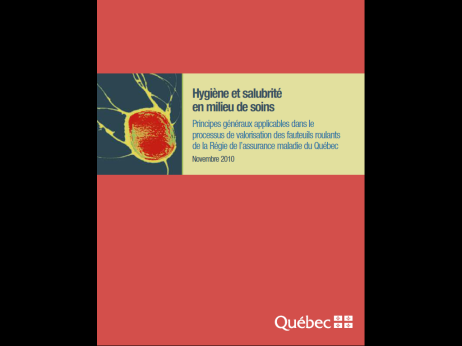 Hygiène et salubrité
en milieu de soins
Principes généraux applicables dans le
processus de valorisation des fauteuils roulants
de la Régie de l'assurance maladie du Québec
Novembre 2010
Québec